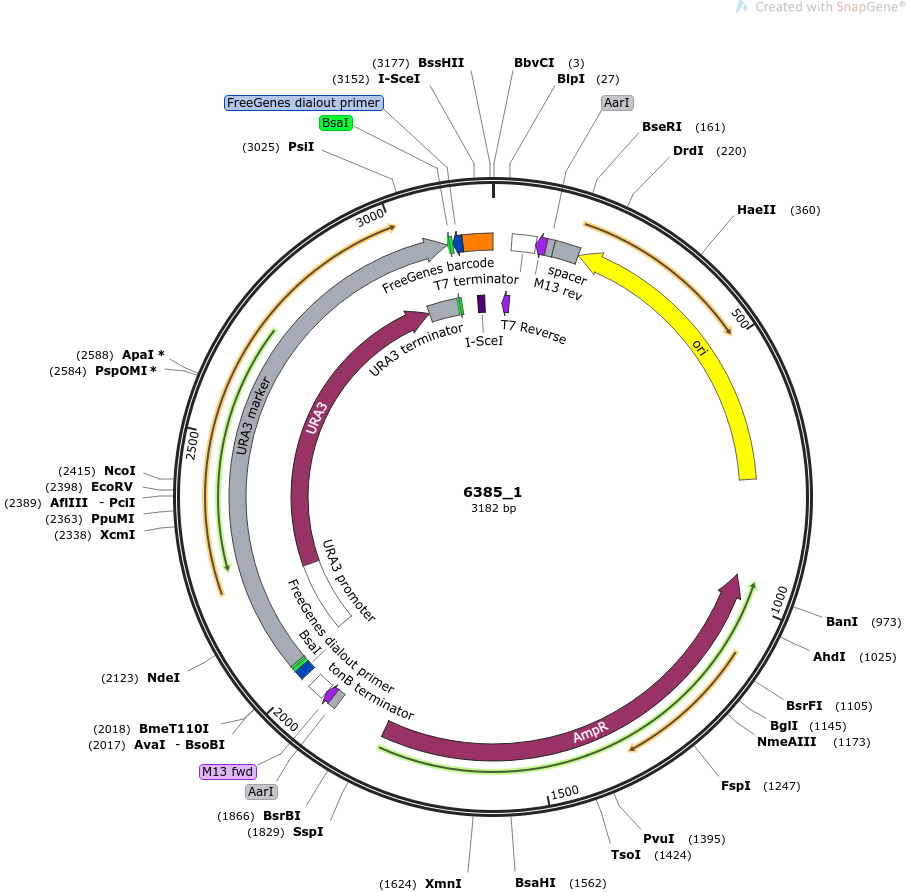 Created with SnapGene®
(3177) BssHII
BbvCI (3)
(3152) I-SceI
BlpI (27)
FreeGenes dialout primer
AarI
BsaI
BseRI (161)
(3025) PsiI
DrdI (220)
HaeII (360)
3000
500
FreeGenes barcode
T7 terminator
spacer
M13 rev
URA3 terminator
I-SceI
T7 Reverse
ori
(2588) ApaI *
(2584) PspOMI *
URA3 marker
URA3
2500
(2415) NcoI
(2398) EcoRV
(2389) AflIII - PciI
(2363) PpuMI
(2338) XcmI
6385_1
3182 bp
URA3 promoter
FreeGenes dialout primer
BsaI
tonB terminator
1000
BanI (973)
AhdI (1025)
(2123) NdeI
BsrFI (1105)
BglI (1145)
NmeAIII (1173)
2000
(2018) BmeT110I
(2017) AvaI - BsoBI
AmpR
M13 fwd
AarI
FspI (1247)
1500
(1866) BsrBI
(1829) SspI
PvuI (1395)
TsoI (1424)
(1624) XmnI
BsaHI (1562)